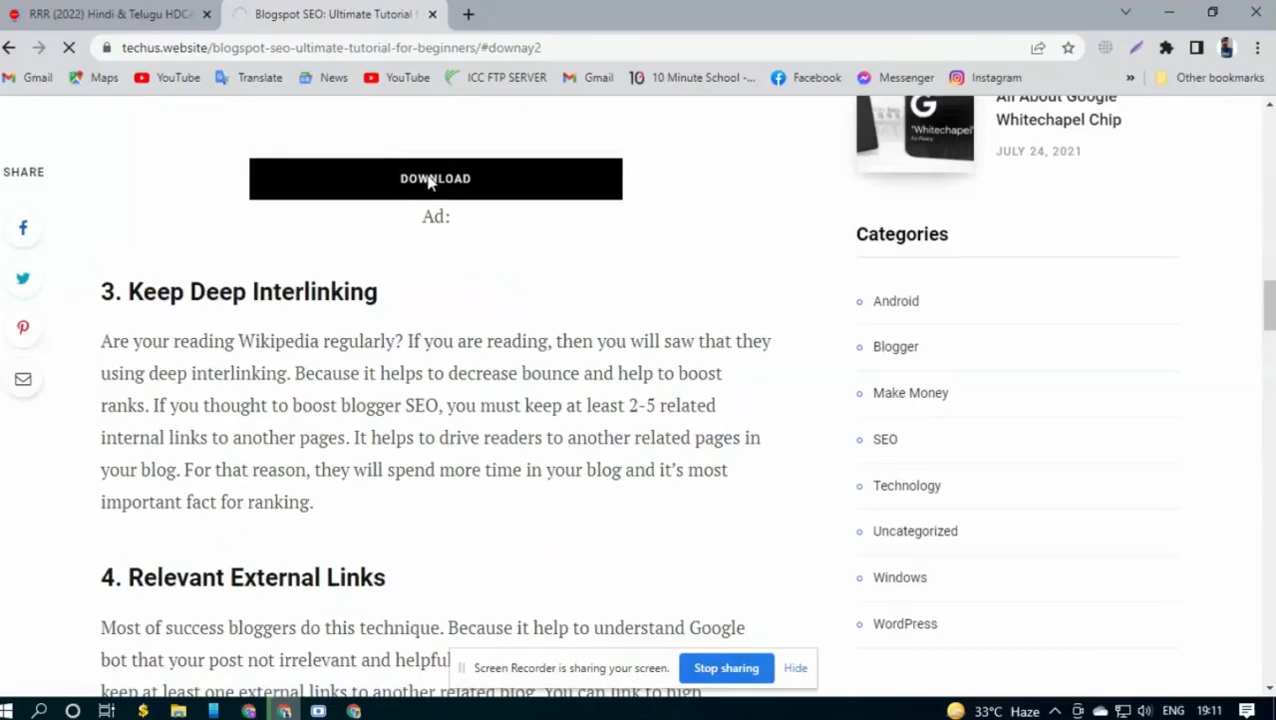 RRR (2022) Hindi & Telugu HDCA
Blogspot SEO: Ultimate Tutorial f
techus.website/blogspot-seo-ultimate-tutorial-for-beginners/#downay2
Gmail
Maps
YouTube
Translate
News
YouTube
ICC FTP SERVER
Gmail
10 Minute School -...
Facebook
Messenger
Instagram
Other bookmarks
SHARE
DOWNLOAD
Ad:
3. Keep Deep Interlinking
Are your reading Wikipedia regularly? If you are reading, then you will saw that they
using deep interlinking. Because it helps to decrease bounce and help to boost
ranks. If you thought to boost blogger SEO, you must keep at least 2-5 related
internal links to another pages. It helps to drive readers to another related pages in
your blog. For that reason, they will spend more time in your blog and it's most
important fact for ranking.
4. Relevant External Links
Most of success bloggers do this technique. Because it help to understand Google
bot that your post not irrelevant and helpful
keep at least one external links to another related blog. You can link to high
"Whitechapel"
All About Google
Whitechapel Chip
JULY 24, 2021
Categories
Android
Blogger
Make Money
SEO
Technology
Uncategorized
Windows
WordPress
Screen Recorder is sharing your screen.
Stop sharing
Hide
33°C Haze
ENG
19:11